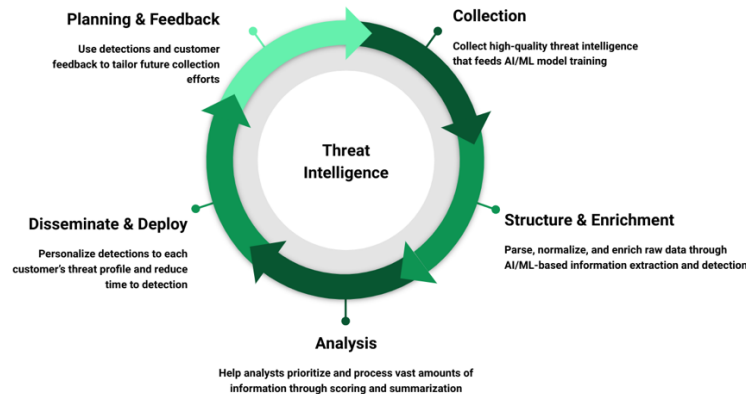 Planning & Feedback
Use detections and customer
feedback to tailor future collection
efforts
Collection
Collect high-quality threat intelligence
that feeds AI/ML model training
Threat
Intelligence
Disseminate & Deploy
Personalize detections to each
customer's threat profile and reduce
time to detection
Structure & Enrichment
Parse, normalize, and enrich raw data through
AI/ML-based information extraction and detection
Analysis
Help analysts prioritize and process vast amounts of
information through scoring and summarization